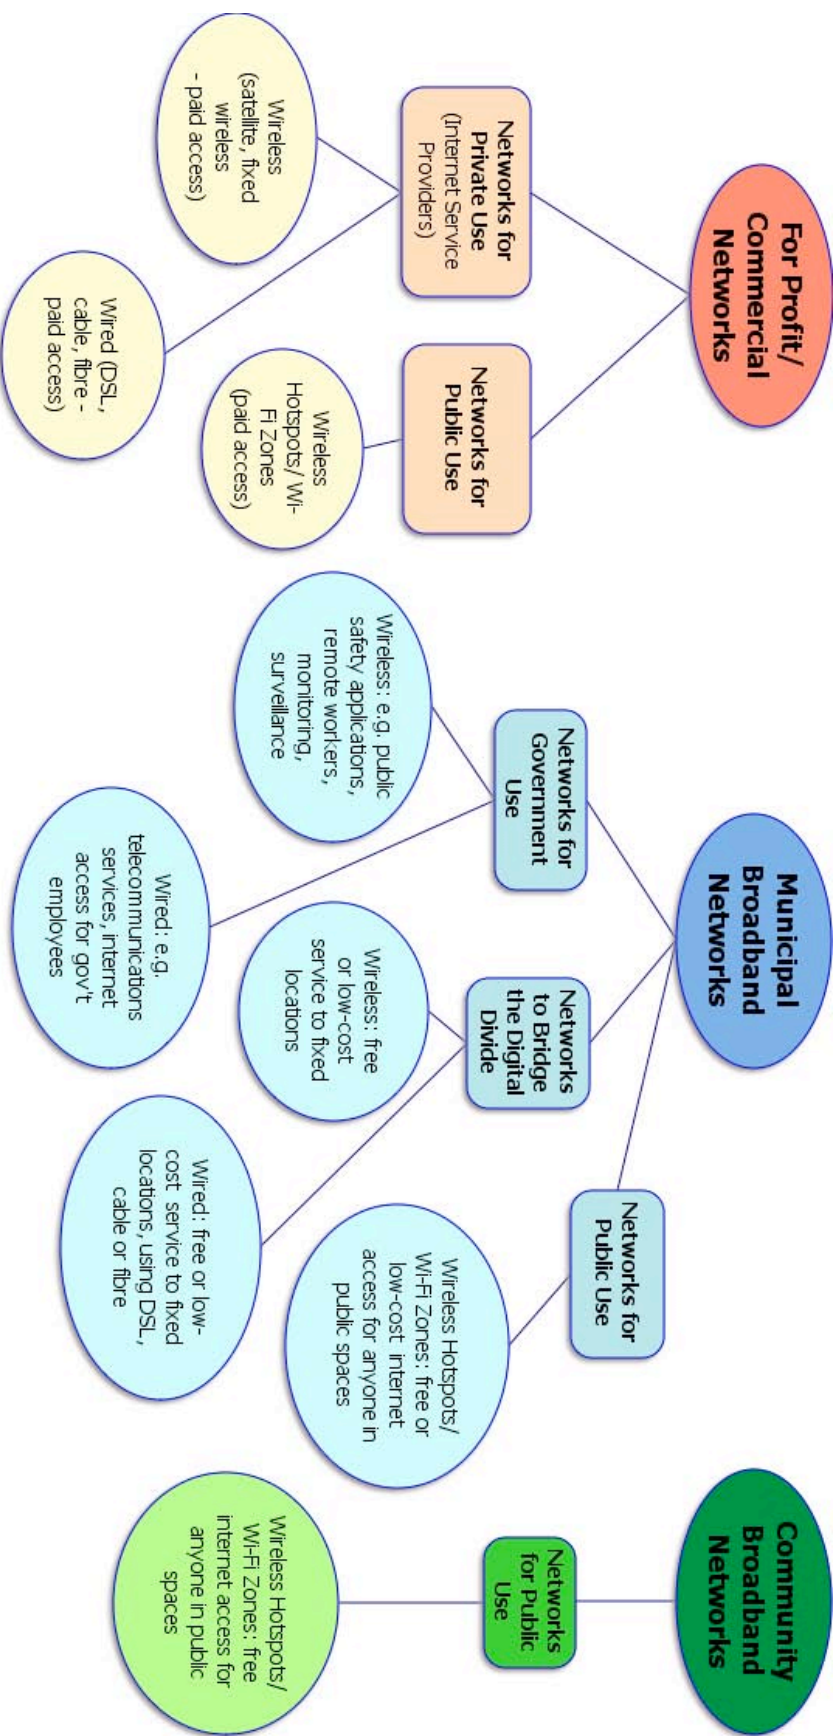 For Profit/
Commercial
Networks
Municipal
Broadband
Networks
Community
Broadband
Networks
Networks for
Private Use
(Internet Service
Providers)
Networks for
Public Use
Networks for
Government
Use
Networks
to Bridge
the Digital
Divide
Networks for
Public Use
Networks
for Public
Use
Wireless
(satellite, fixed
wireless
- paid access)
Wired (DSL,
cable, fibre -
paid access)
Wireless
Hotspots/ Wi-
Fi Zones
(paid access)
Wireless: e.g. public
safety applications,
remote workers,
monitoring,
surveillance
Wired: e.g.
telecommunications
services, internet
access for gov't
employees
Wireless: free
or low-cost
service to fixed
locations
Wired: free or low-
cost service to fixed
locations, using DSL,
cable or fibre
Wireless Hotspots/
Wi-Fi Zones: free or
low-cost internet
access for anyone in
public spaces
Wireless Hotspots/
Wi-Fi Zones: free
internet access for
anyone in public
spaces